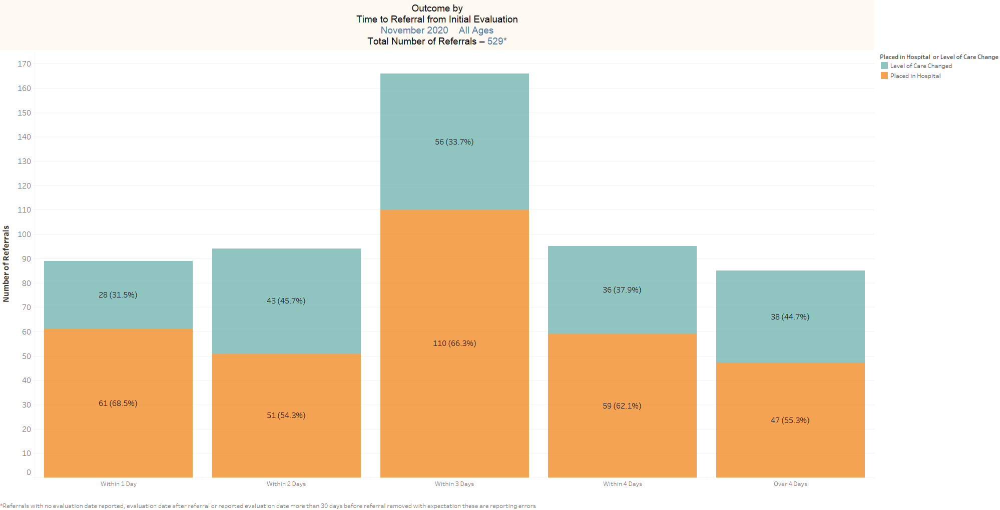 Outcome by
Time to Referral from Initial Evaluation
November 2020 All Ages
Total Number of Referrals – 529*
Placed in Hospital or Level of Care Change
Level of Care Changed
Placed in Hospital
Number of Referrals
170
160
150
140
130
120
110
100
90
80
70
60
50
40
30
20
10
0
28 (31.5%)
61 (68.5%)
43 (45.7%)
51 (54.3%)
56 (33.7%)
110 (66.3%)
36 (37.9%)
59 (62.1%)
38 (44.7%)
47 (55.3%)
Within 1 Day
Within 2 Days
Within 3 Days
Within 4 Days
Over 4 Days
*Referrals with no evaluation date reported, evaluation date after referral or reported evaluation date more than 30 days before referral removed with expectation these are reporting errors